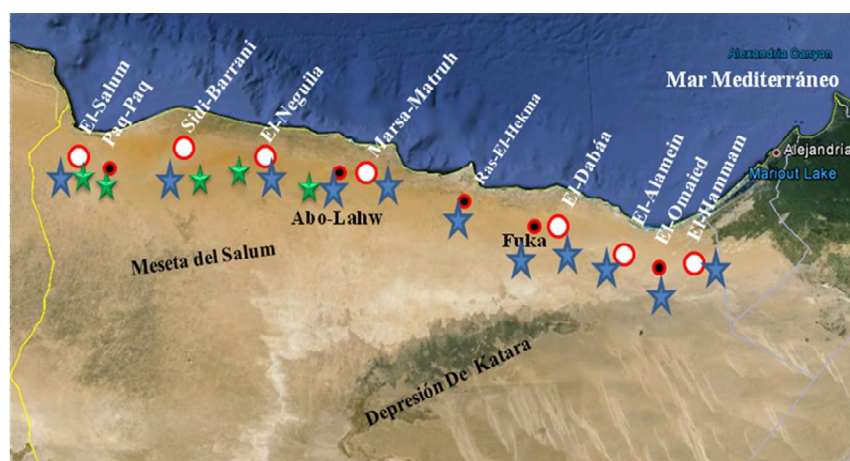 Alexandria Canyon
Mar Mediterráneo
El-Salum
Paq-Paq
Sidi-Barrani
El-Neguila
Marsa-Matruh
Ras-El-Hekma
El-Dabáa
El-Alamein
El-Omaied
El-Hammam
Alejandría
Mariout Lake
Abo-Lahw
Fuka
Meseta del Salum
Depresión De Katara